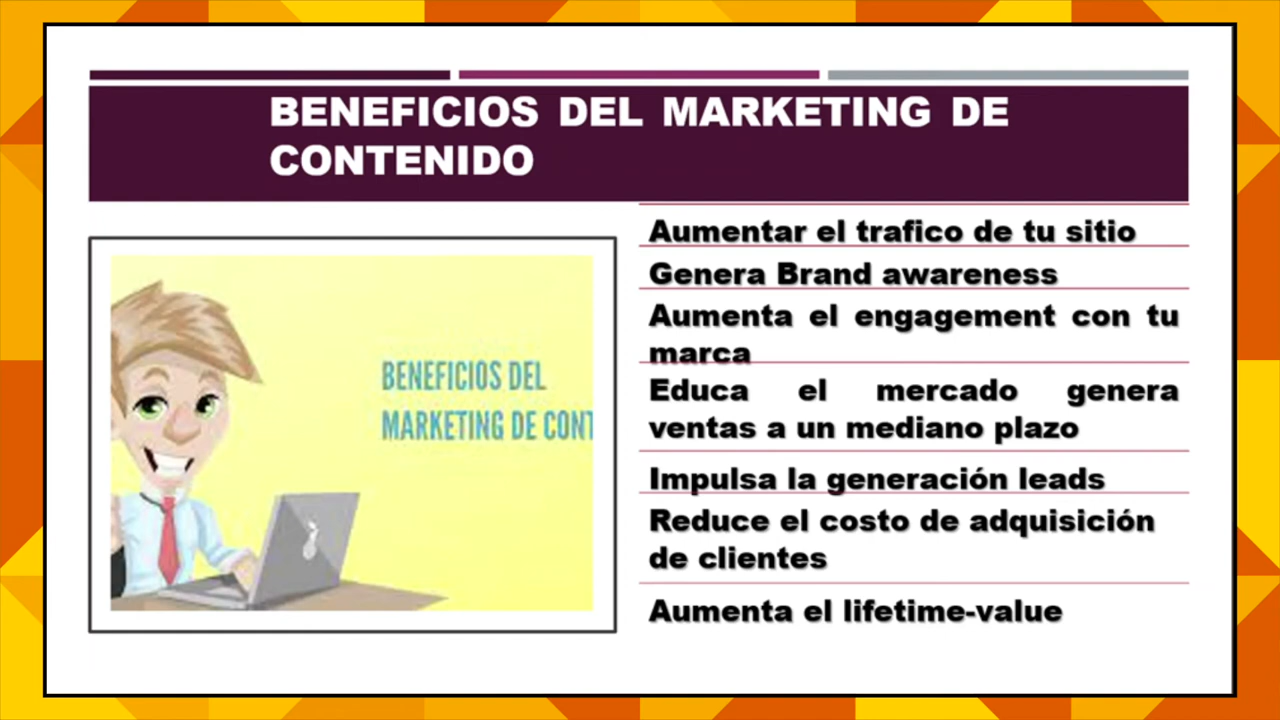 BENEFICIOS DEL MARKETING DE
CONTENIDO
BENEFICIOS DEL
MARKETING DE CONT
Aumentar el trafico de tu sitio
Genera Brand awareness
Aumenta el engagement con tu
marca
Educa el mercado genera
ventas a un mediano plazo
Impulsa la generación leads
Reduce el costo de adquisición
de clientes
Aumenta el lifetime-value